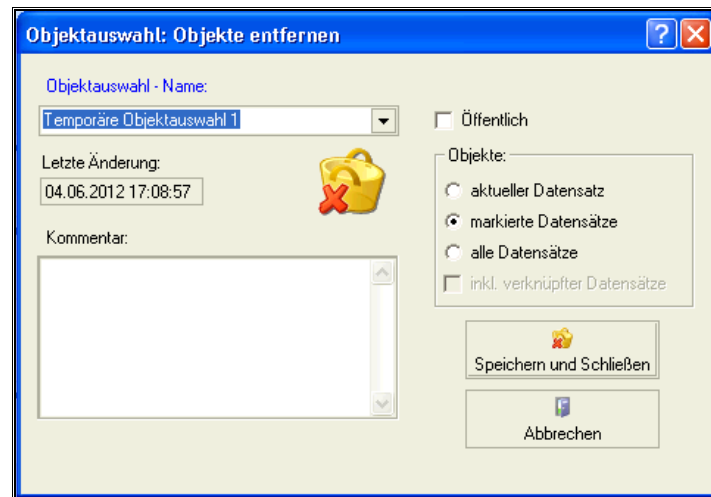 Objektauswahl: Objekte entfernen
Objektauswahl - Name:
Temporäre Objektauswahl 1
Öffentlich
Letzte Änderung:
04.06.2012 17:08:57
Objekte:
aktueller Datensatz
markierte Datensätze
alle Datensätze
inkl. verknüpfter Datensätze
Kommentar:
Speichern und Schließen
Abbrechen